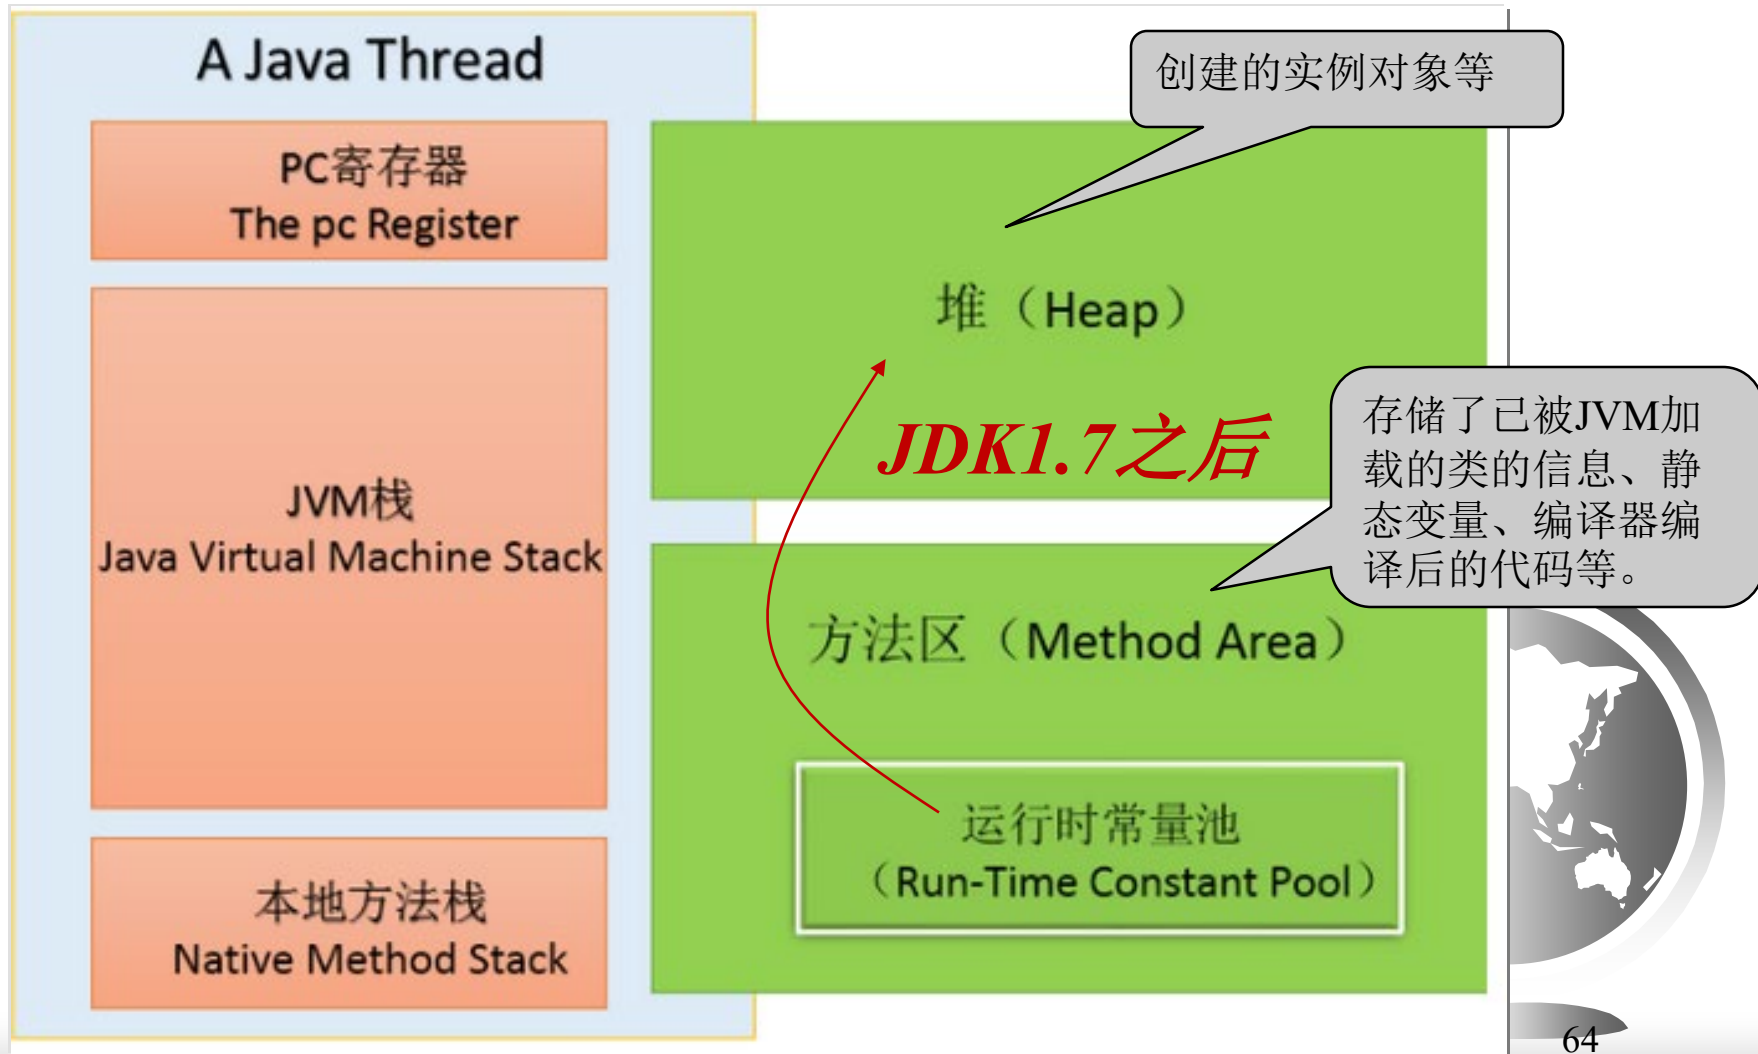 A Java Thread
PC寄存器
The pc Register
JVM栈
Java Virtual Machine Stack
本地方法栈
Native Method Stack
创建的实例对象等
堆（Heap）
JDK1.7之后
存储了已被JVM加
载的类的信息、静
态变量、编译器编
译后的代码等。
方法区（Method Area）
运行时常量池
（Run-Time Constant Pool）
64